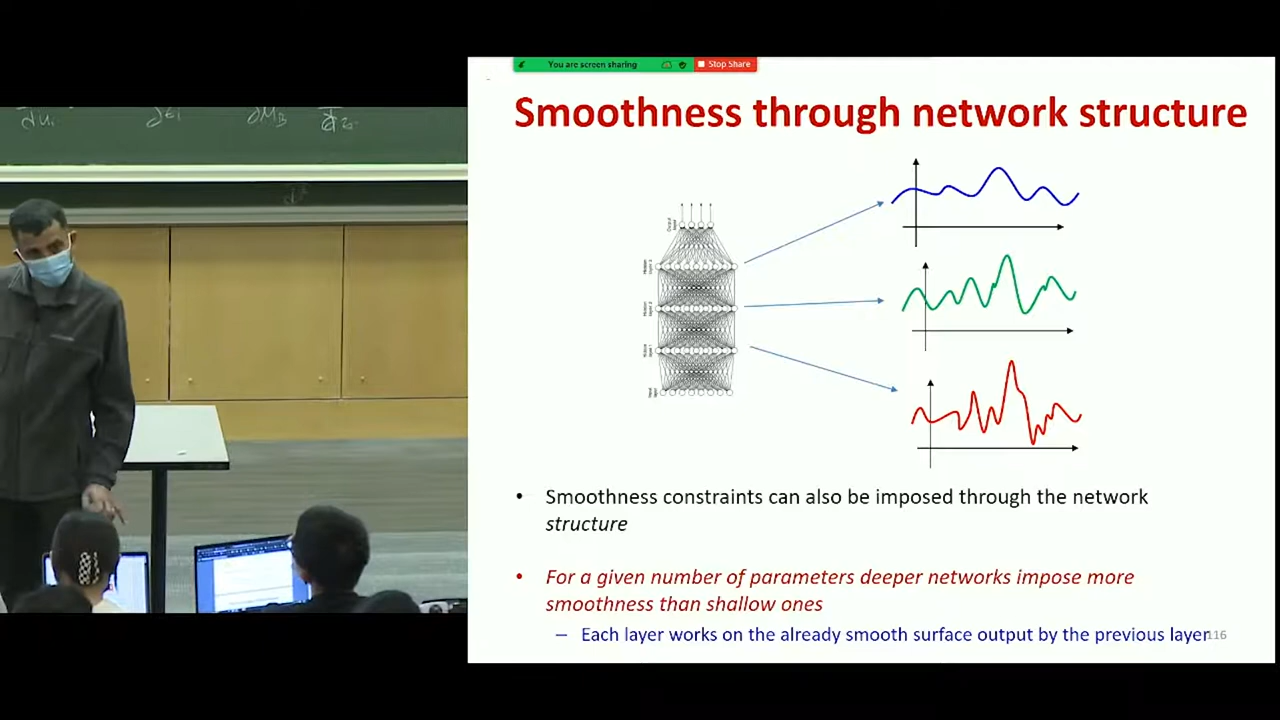 You are screen sharing
Stop Share
Smoothness through network structure
• Smoothness constraints can also be imposed through the network
structure
• For a given number of parameters deeper networks impose more
smoothness than shallow ones
– Each layer works on the already smooth surface output by the previous layer
116